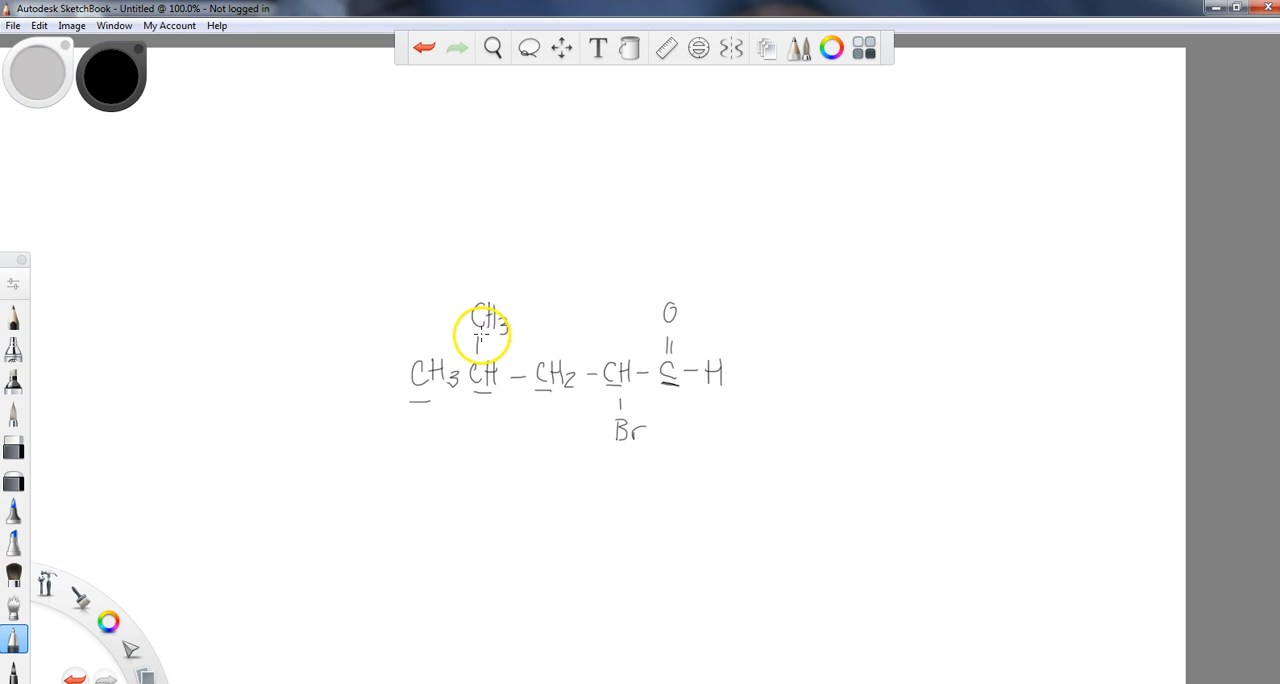 Autodesk SketchBook - Untitled @ 100.0% - Not logged in
File Edit Image Window My Account Help
T
CH3 O
CH3 CH - CH2 - CH - C - H
Br